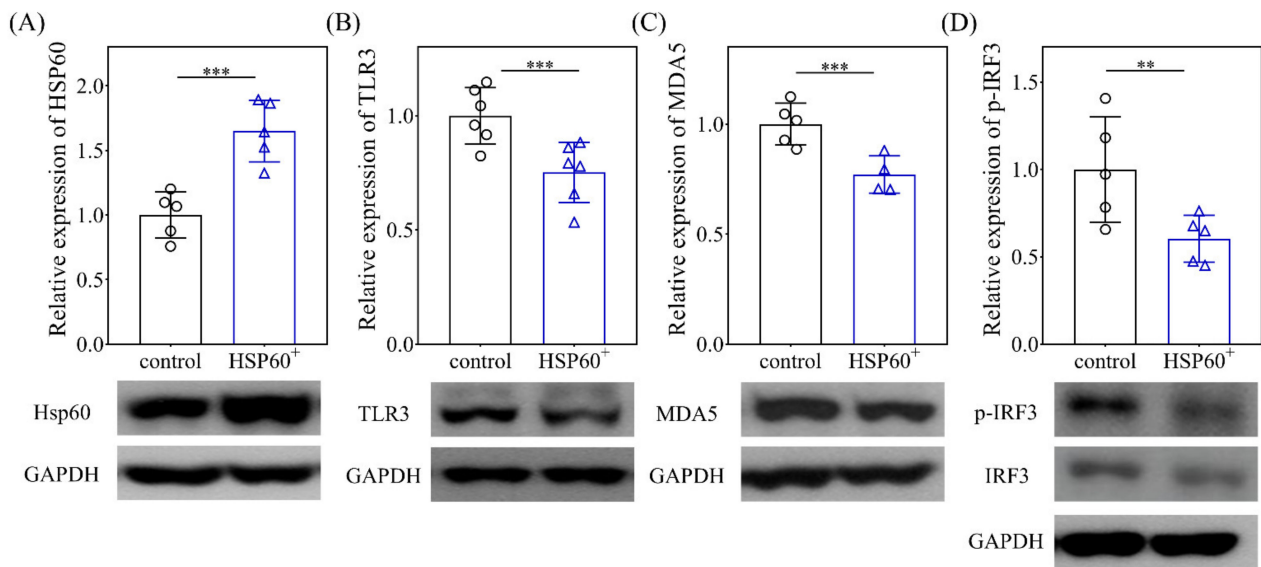 (A)
Relative expression of HSP60
2.0
1.5
1.0
0.5
0.0
***
control HSP60+
Hsp60
GAPDH
(B)
Relative expression of TLR3
1.0
0.5
0.0
***
control HSP60+
TLR3
GAPDH
(C)
Relative expression of MDA5
1.0
0.5
0.0
***
control HSP60+
MDA5
GAPDH
(D)
Relative expression of p-IRF3
1.5
1.0
0.5
0.0
**
control HSP60+
p-IRF3
IRF3
GAPDH